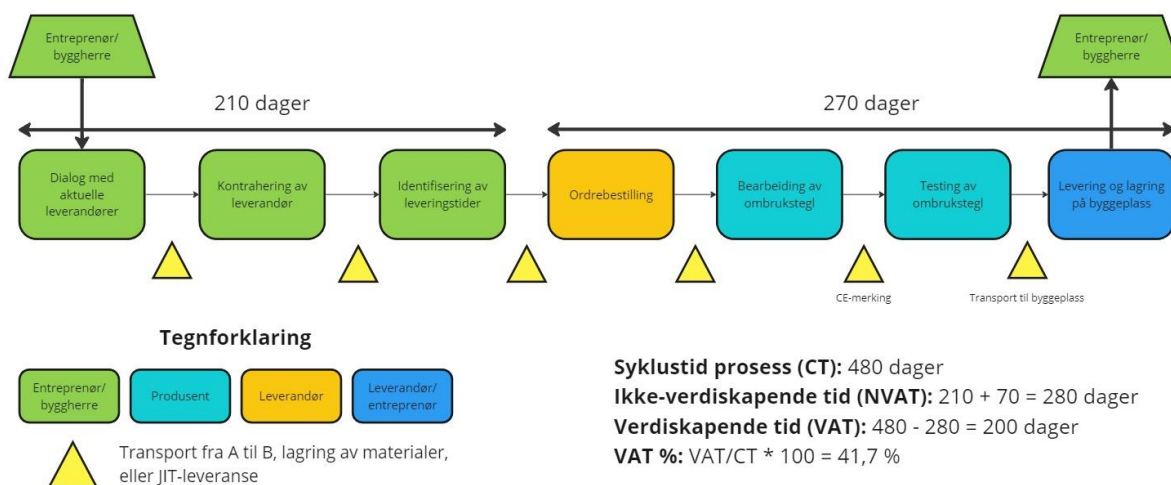 Entreprenør/
byggherre
Entreprenør/
byggherre
210 dager
270 dager
Dialog med
aktuelle
leverandører
Kontrahering av
leverandør
Identifisering av
leveringstider
Ordrebestilling
Bearbeiding av
ombrukstegl
Testing av
ombrukstegl
Levering og lagring
på byggeplass
CE-merking
Transport til byggeplass
Tegnforklaring
Entreprenør/
byggherre
Produsent
Leverandør
Leverandør/
entreprenør
Transport fra A til B, lagring av materialer,
eller JIT-leveranse
Syklustid prosess (CT): 480 dager
Ikke-verdiskapende tid (NVAT): 210 + 70 = 280 dager
Verdiskapende tid (VAT): 480 - 280 = 200 dager
VAT %: VAT/CT * 100 = 41,7 %